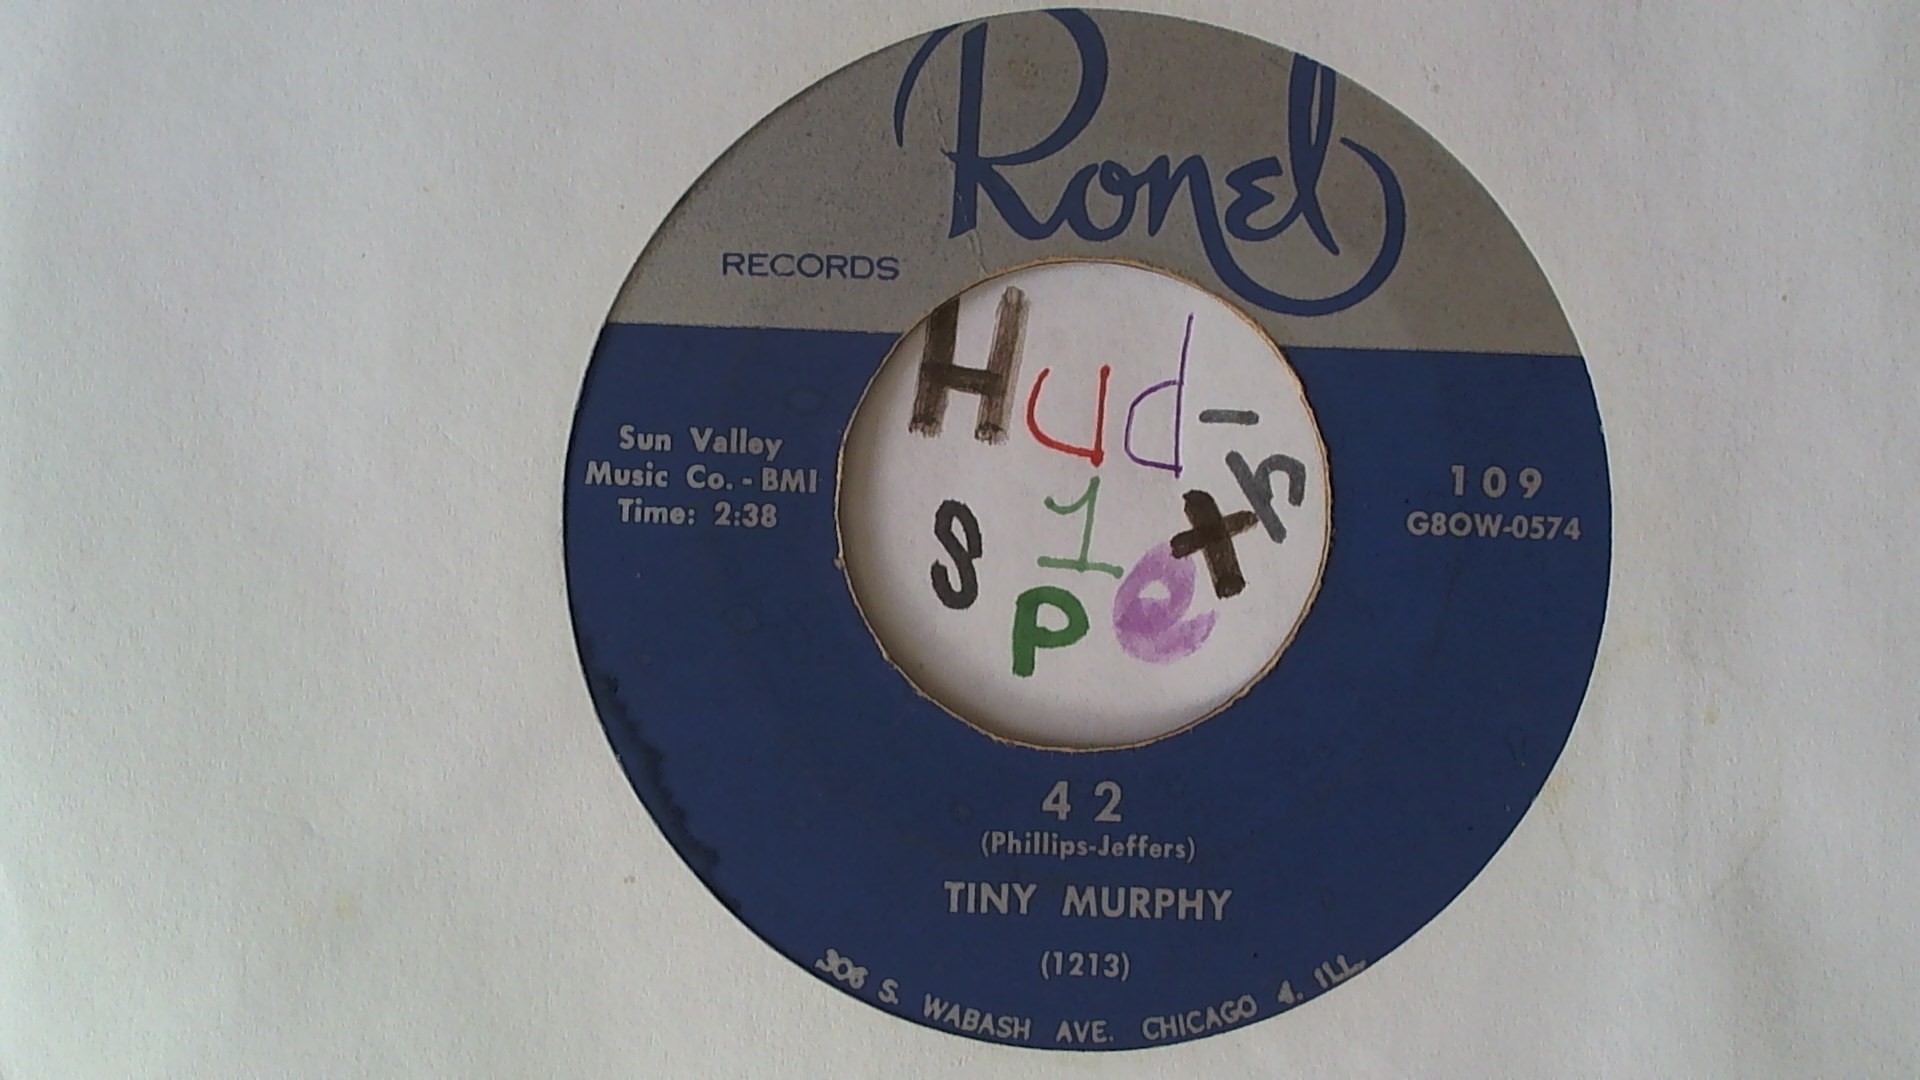 Ronel
RECORDS
Hud-
s 1 x n
p e
Sun Valley
Music Co. - BMI
Time: 2:38
109
G8OW-0574
42
(Phillips-Jeffers)
TINY MURPHY
(1213)
306 S. WABASH AVE. CHICAGO 4, ILL.